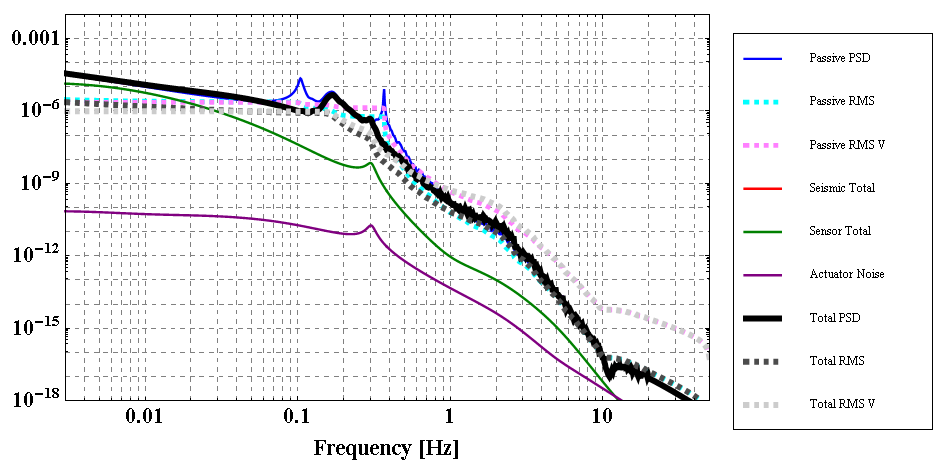 0.001
10-6
10-9
10-12
10-15
10-18
0.01
0.1
1
10
Frequency [Hz]
Passive PSD
Passive RMS
Passive RMS V
Seismic Total
Sensor Total
Actuator Noise
Total PSD
Total RMS
Total RMS V